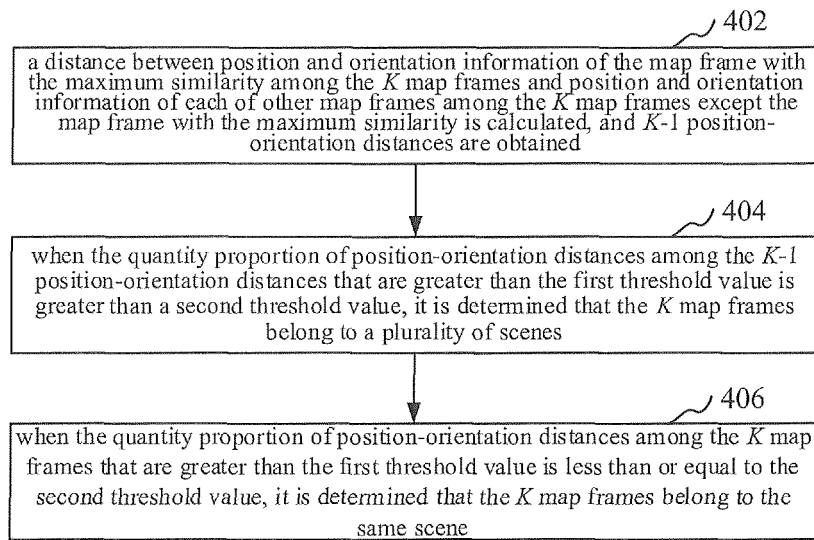 402
a distance between position and orientation information of the map frame with
the maximum similarity among the K map frames and position and orientation
information of each of other map frames among the K map frames except the
map frame with the maximum similarity is calculated, and K-1 position-
orientation distances are obtained
404
when the quantity proportion of position-orientation distances among the K-1
position-orientation distances that are greater than the first threshold value is
greater than a second threshold value, it is determined that the K map frames
belong to a plurality of scenes
406
when the quantity proportion of position-orientation distances among the K map
frames that are greater than the first threshold value is less than or equal to the
second threshold value, it is determined that the K map frames belong to the
same scene